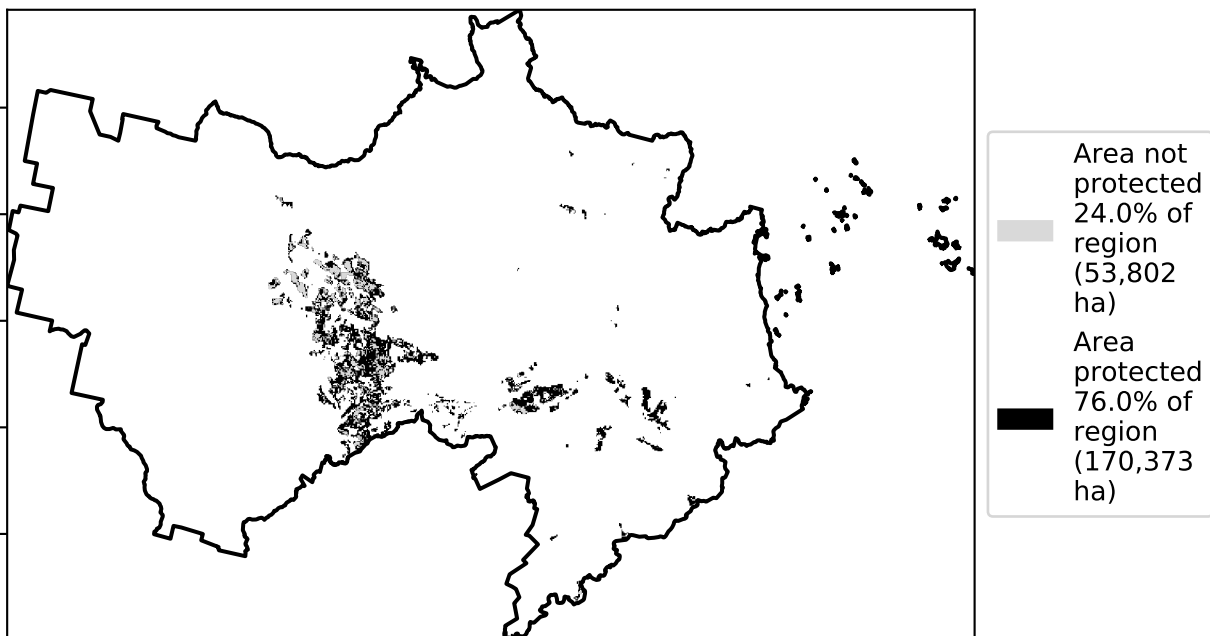 Area not
protected
24.0% of
region
(53,802
ha)
Area
protected
76.0% of
region
(170,373
ha)